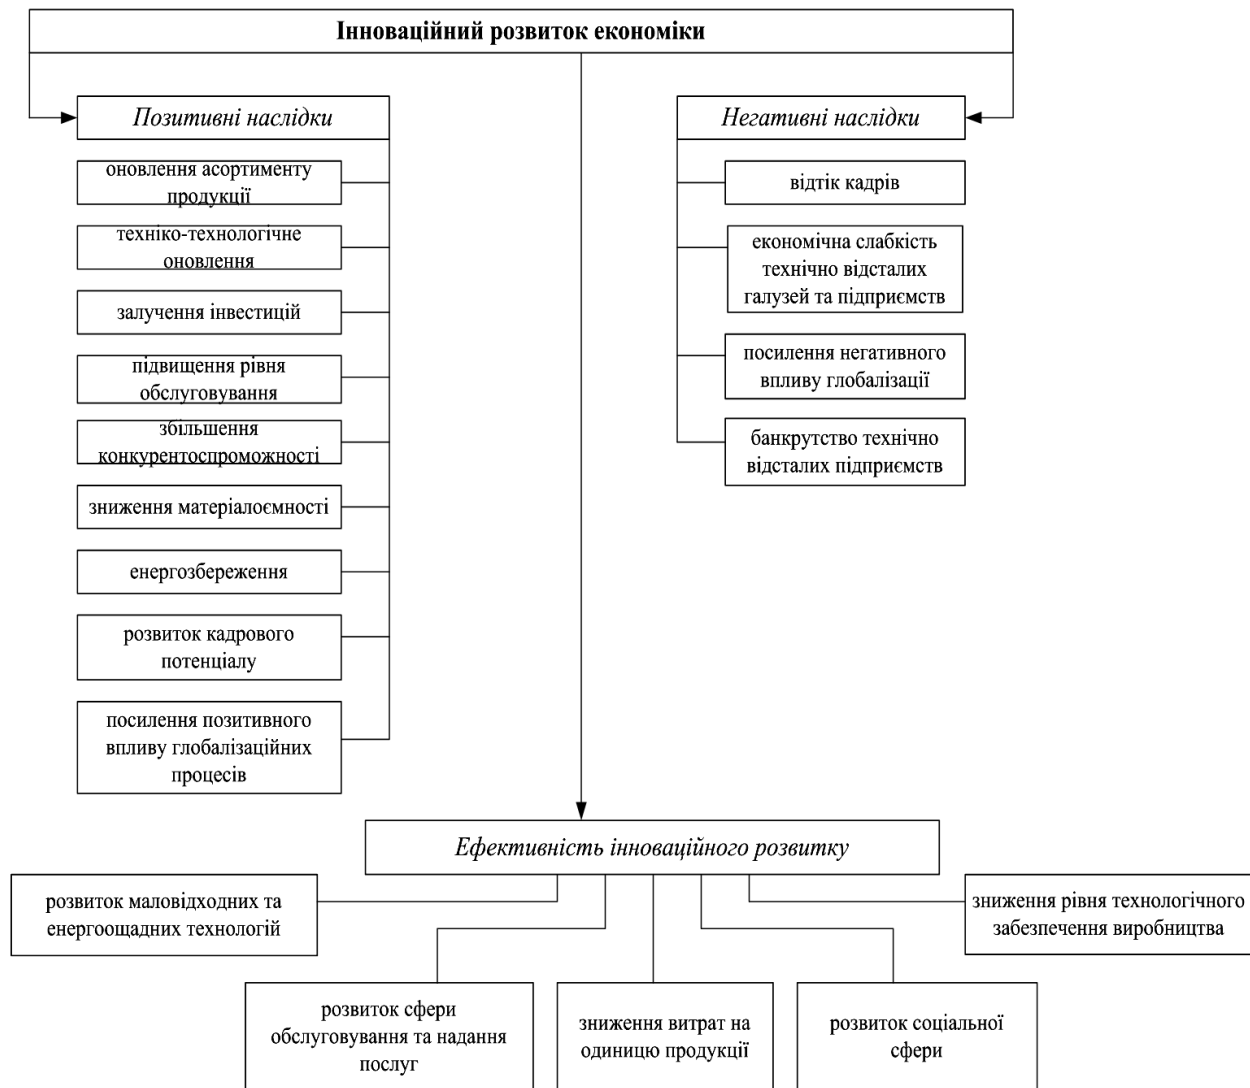 Інноваційний розвиток економіки
Позитивні наслідки
оновлення асортименту
продукції
техніко-технологічне
оновлення
залучення інвестицій
підвищення рівня
обслуговування
збільшення
конкурентоспроможності
зниження матеріалоємності
енергозбереження
розвиток кадрового
потенціалу
посилення позитивного
впливу глобалізаційних
процесів
Негативні наслідки
відтік кадрів
економічна слабкість
технічно відсталих
галузей та підприємств
посилення негативного
впливу глобалізації
банкрутство технічно
відсталих підприємств
Ефективність інноваційного розвитку
розвиток маловідходних та
енергоощадних технологій
розвиток сфери
обслуговування та надання
послуг
зниження витрат на
одиницю продукції
розвиток соціальної
сфери
зниження рівня технологічного
забезпечення виробництва